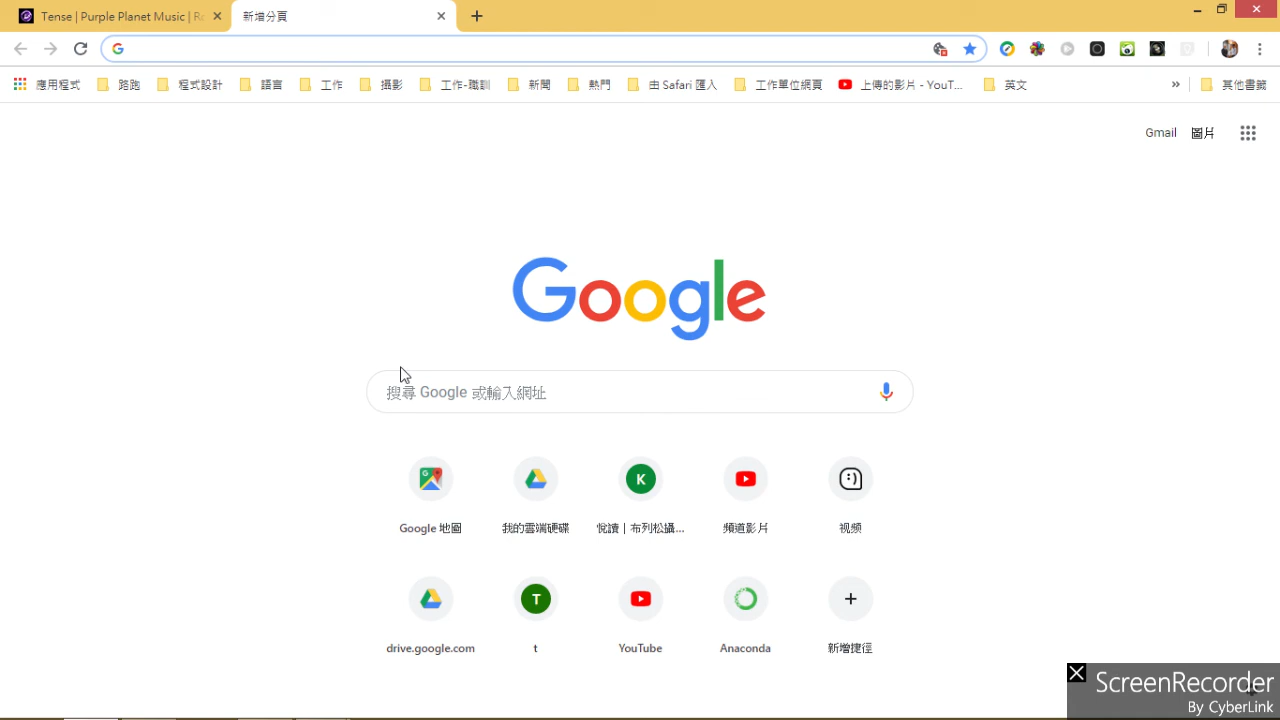 Tense | Purple Planet Music | Ro
新增分頁
應用程式 路跑 程式設計 語言 工作 攝影 工作-職訓 新聞 熱門 由 Safari 匯入 工作單位網頁 上傳的影片 - YouT... 英文 » 其他書籤
Gmail 圖片
Google
搜尋 Google 或輸入網址
K
Google 地圖 我的雲端硬碟 悅讀 | 布列松攝... 頻道影片 视频
T
drive.google.com t YouTube Anaconda 新增捷徑
ScreenRecorder
By CyberLink